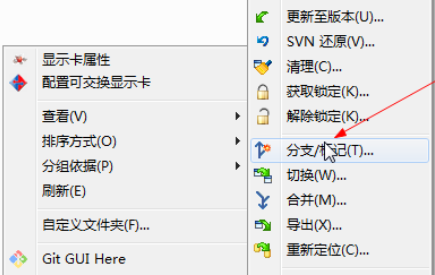 更新至版本(U)...
SVN 还原(V)...
清理(C)...
获取锁定(K)...
解除锁定(K)...
分支/标记(T)...
切换(W)...
合并(M)...
导出(X)...
重新定位(C)...
显示卡属性
配置可交换显示卡
查看(V)
排序方式(O)
分组依据(P)
刷新(E)
自定义文件夹(F)...
Git GUI Here